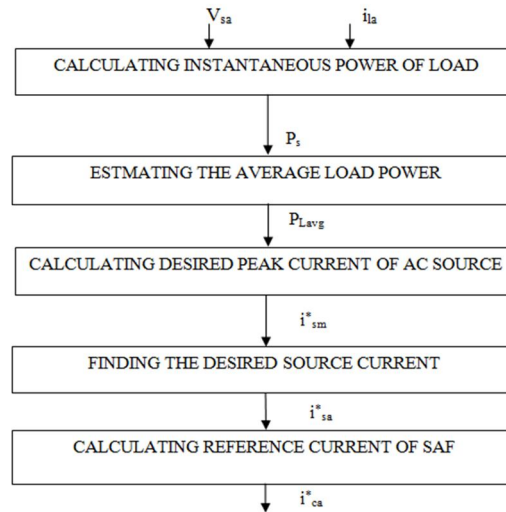 Vsa ila
CALCULATING INSTANTANEOUS POWER OF LOAD
Ps
ESTMATING THE AVERAGE LOAD POWER
PLavg
CALCULATING DESIRED PEAK CURRENT OF AC SOURCE
i*sm
FINDING THE DESIRED SOURCE CURRENT
i*sa
CALCULATING REFERENCE CURRENT OF SAF
i*ca